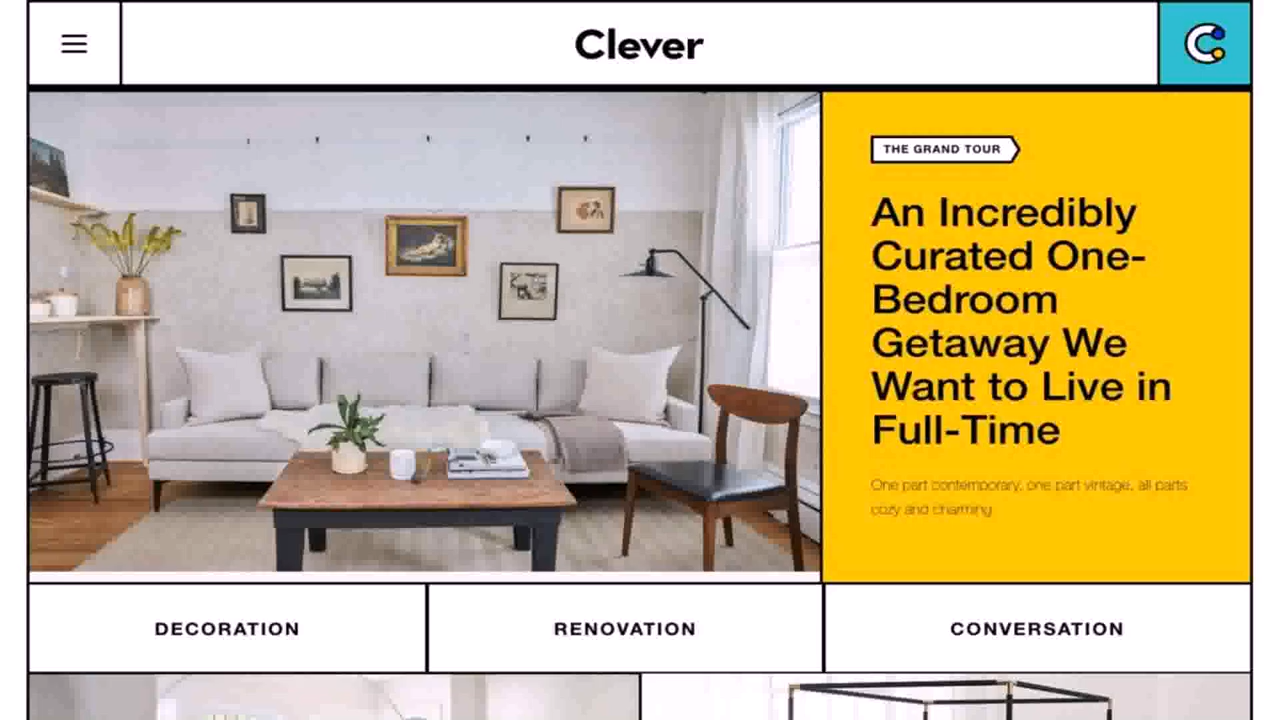 Clever
THE GRAND TOUR
An Incredibly
Curated One-
Bedroom
Getaway We
Want to Live in
Full-Time
One part contemporary, one part vintage, all parts
cozy and charming
DECORATION
RENOVATION
CONVERSATION